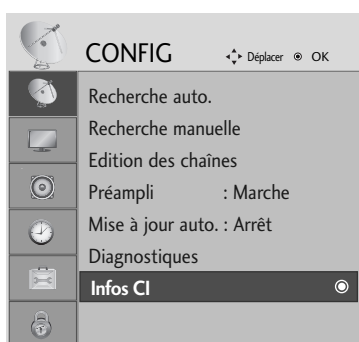 CONFIG Déplacer OK
Recherche auto.
Recherche manuelle
Edition des chaînes
Préampli : Marche
Mise à jour auto. : Arrêt
Diagnostiques
Infos CI